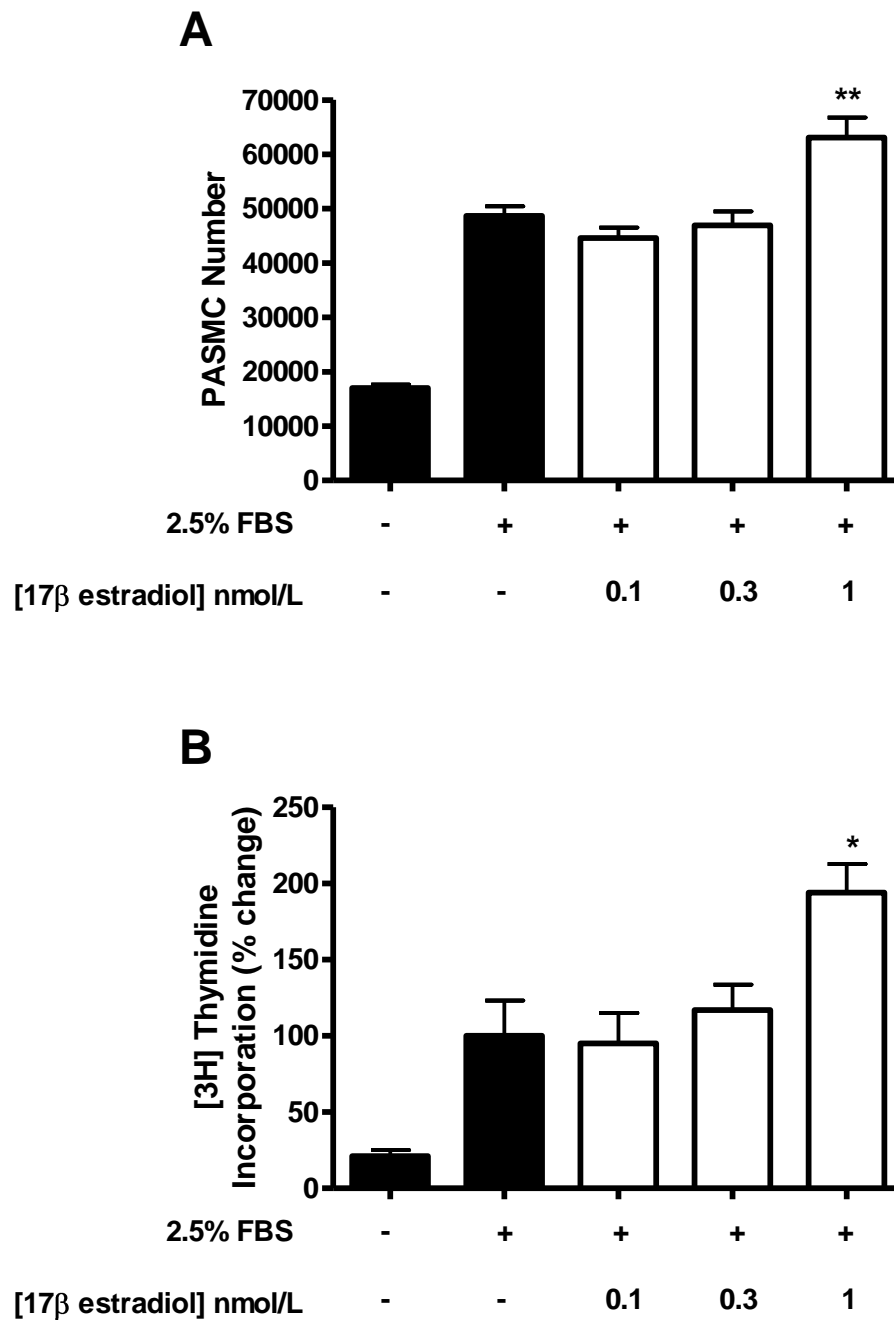 A
**
70000
60000
50000
40000
30000
20000
10000
0
PASMC Number
2.5% FBS - + + + +
[17β estradiol] nmol/L - - 0.1 0.3 1
B
*
250
200
150
100
50
0
[3H] Thymidine
Incorporation (% change)
2.5% FBS - + + + +
[17β estradiol] nmol/L - - 0.1 0.3 1